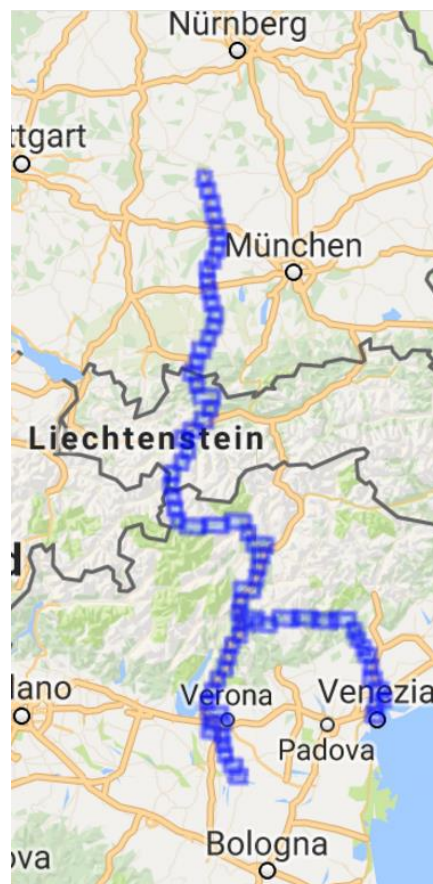 Nürnberg
ttgart
München
Liechtenstein
d
lano
Verona
Venezia
Padova
Bologna
ova